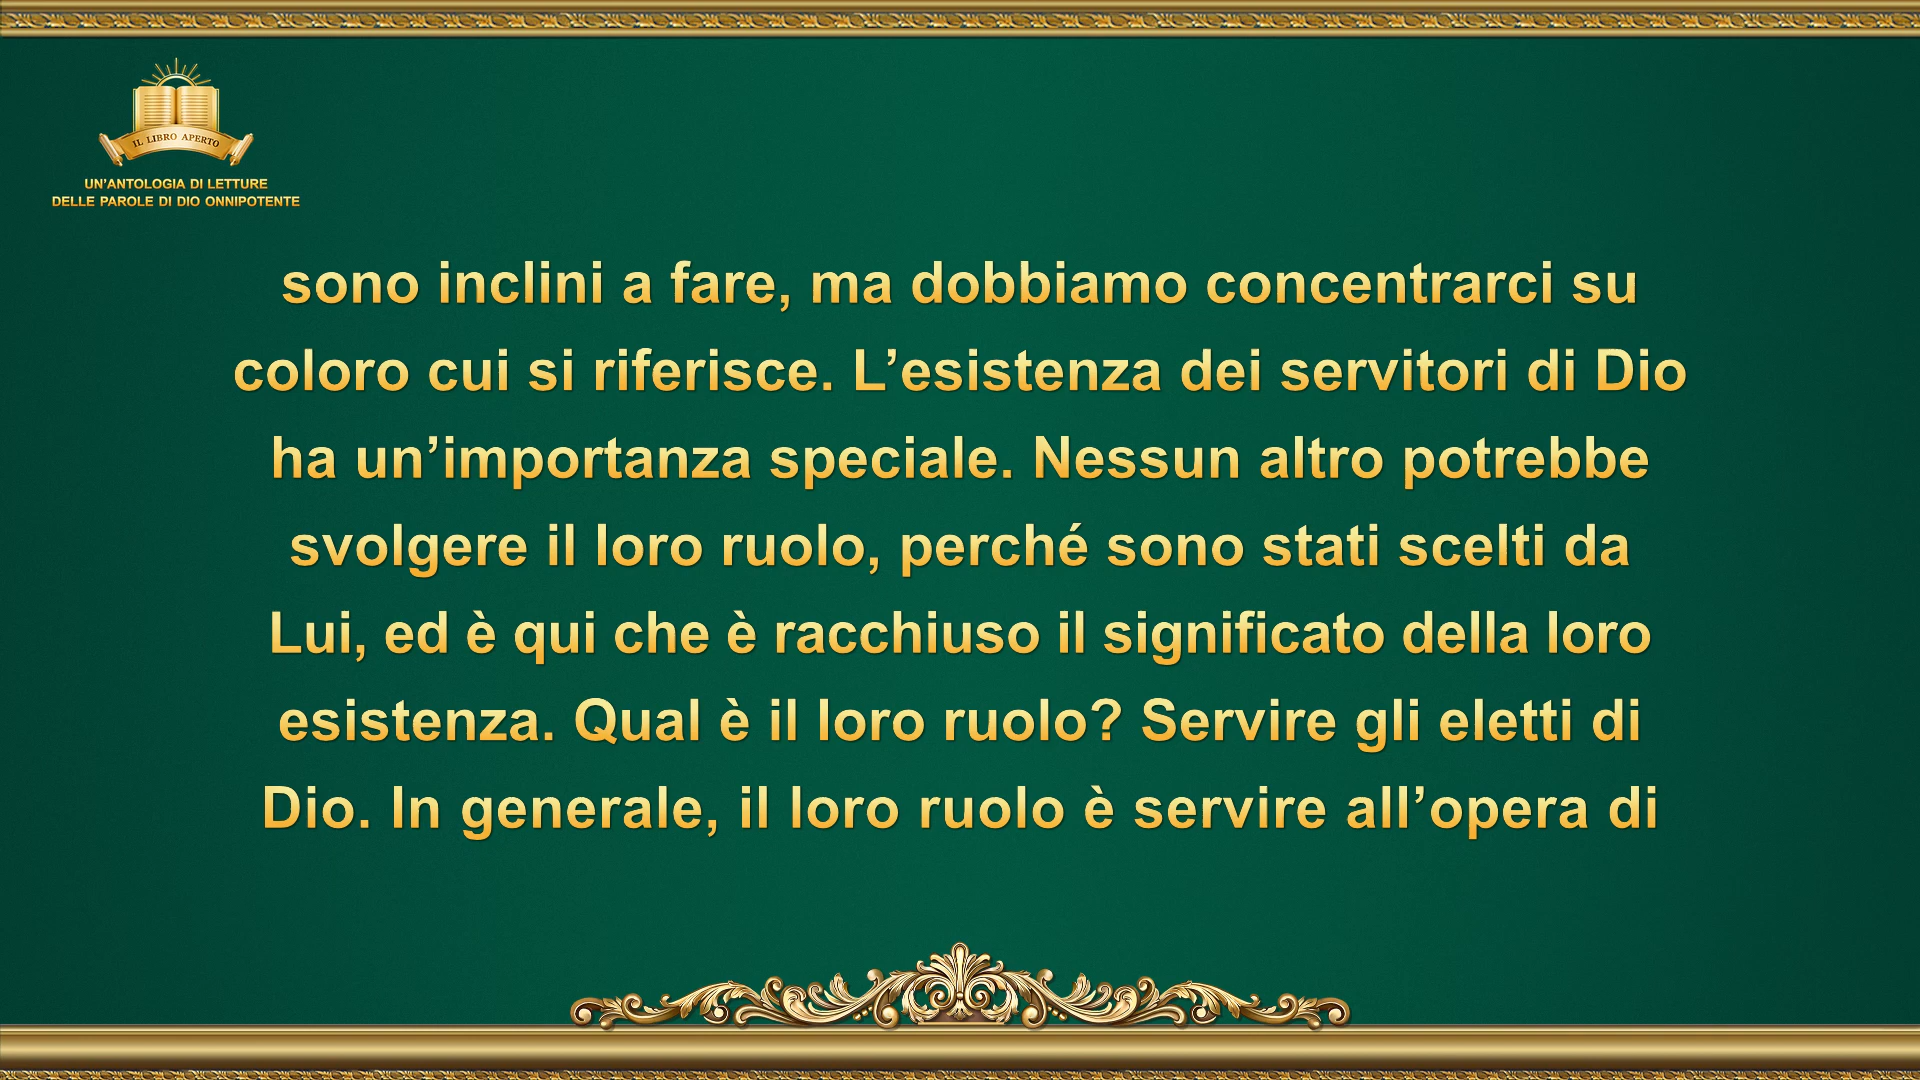 IL LIBRO APERTO
UN’ANTOLOGIA DI LETTURE
DELLE PAROLE DI DIO ONNIPOTENTE
sono inclini a fare, ma dobbiamo concentrarci su
coloro cui si riferisce. L’esistenza dei servitori di Dio
ha un’importanza speciale. Nessun altro potrebbe
svolgere il loro ruolo, perché sono stati scelti da
Lui, ed è qui che è racchiuso il significato della loro
esistenza. Qual è il loro ruolo? Servire gli eletti di
Dio. In generale, il loro ruolo è servire all’opera di